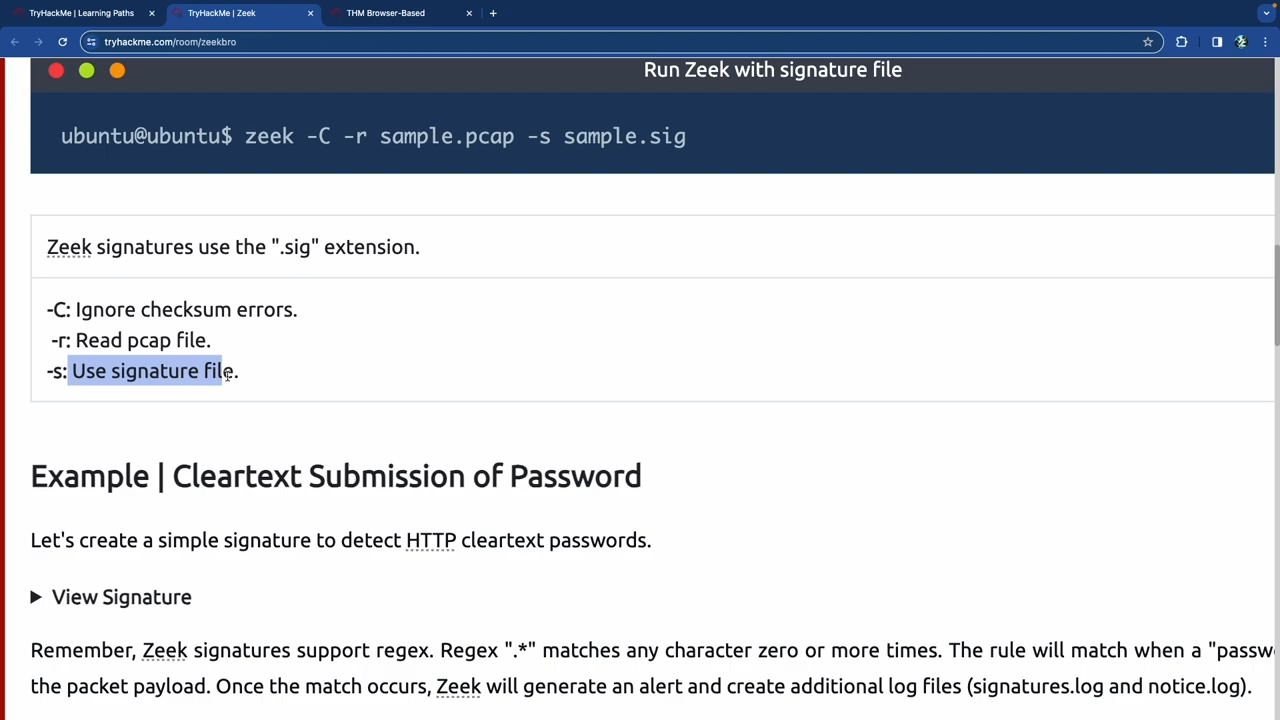 TryHackMe | Learning Paths
TryHackMe | Zeek
THM Browser-Based
tryhackme.com/room/zeekbro
Run Zeek with signature file
ubuntu@ubuntu$ zeek -C -r sample.pcap -s sample.sig
Zeek signatures use the ".sig" extension.
-C: Ignore checksum errors.
-r: Read pcap file.
-s: Use signature file.
Example | Cleartext Submission of Password
Let's create a simple signature to detect HTTP cleartext passwords.
View Signature
Remember, Zeek signatures support regex. Regex ".*" matches any character zero or more times. The rule will match when a "passw
the packet payload. Once the match occurs, Zeek will generate an alert and create additional log files (signatures.log and notice.log).